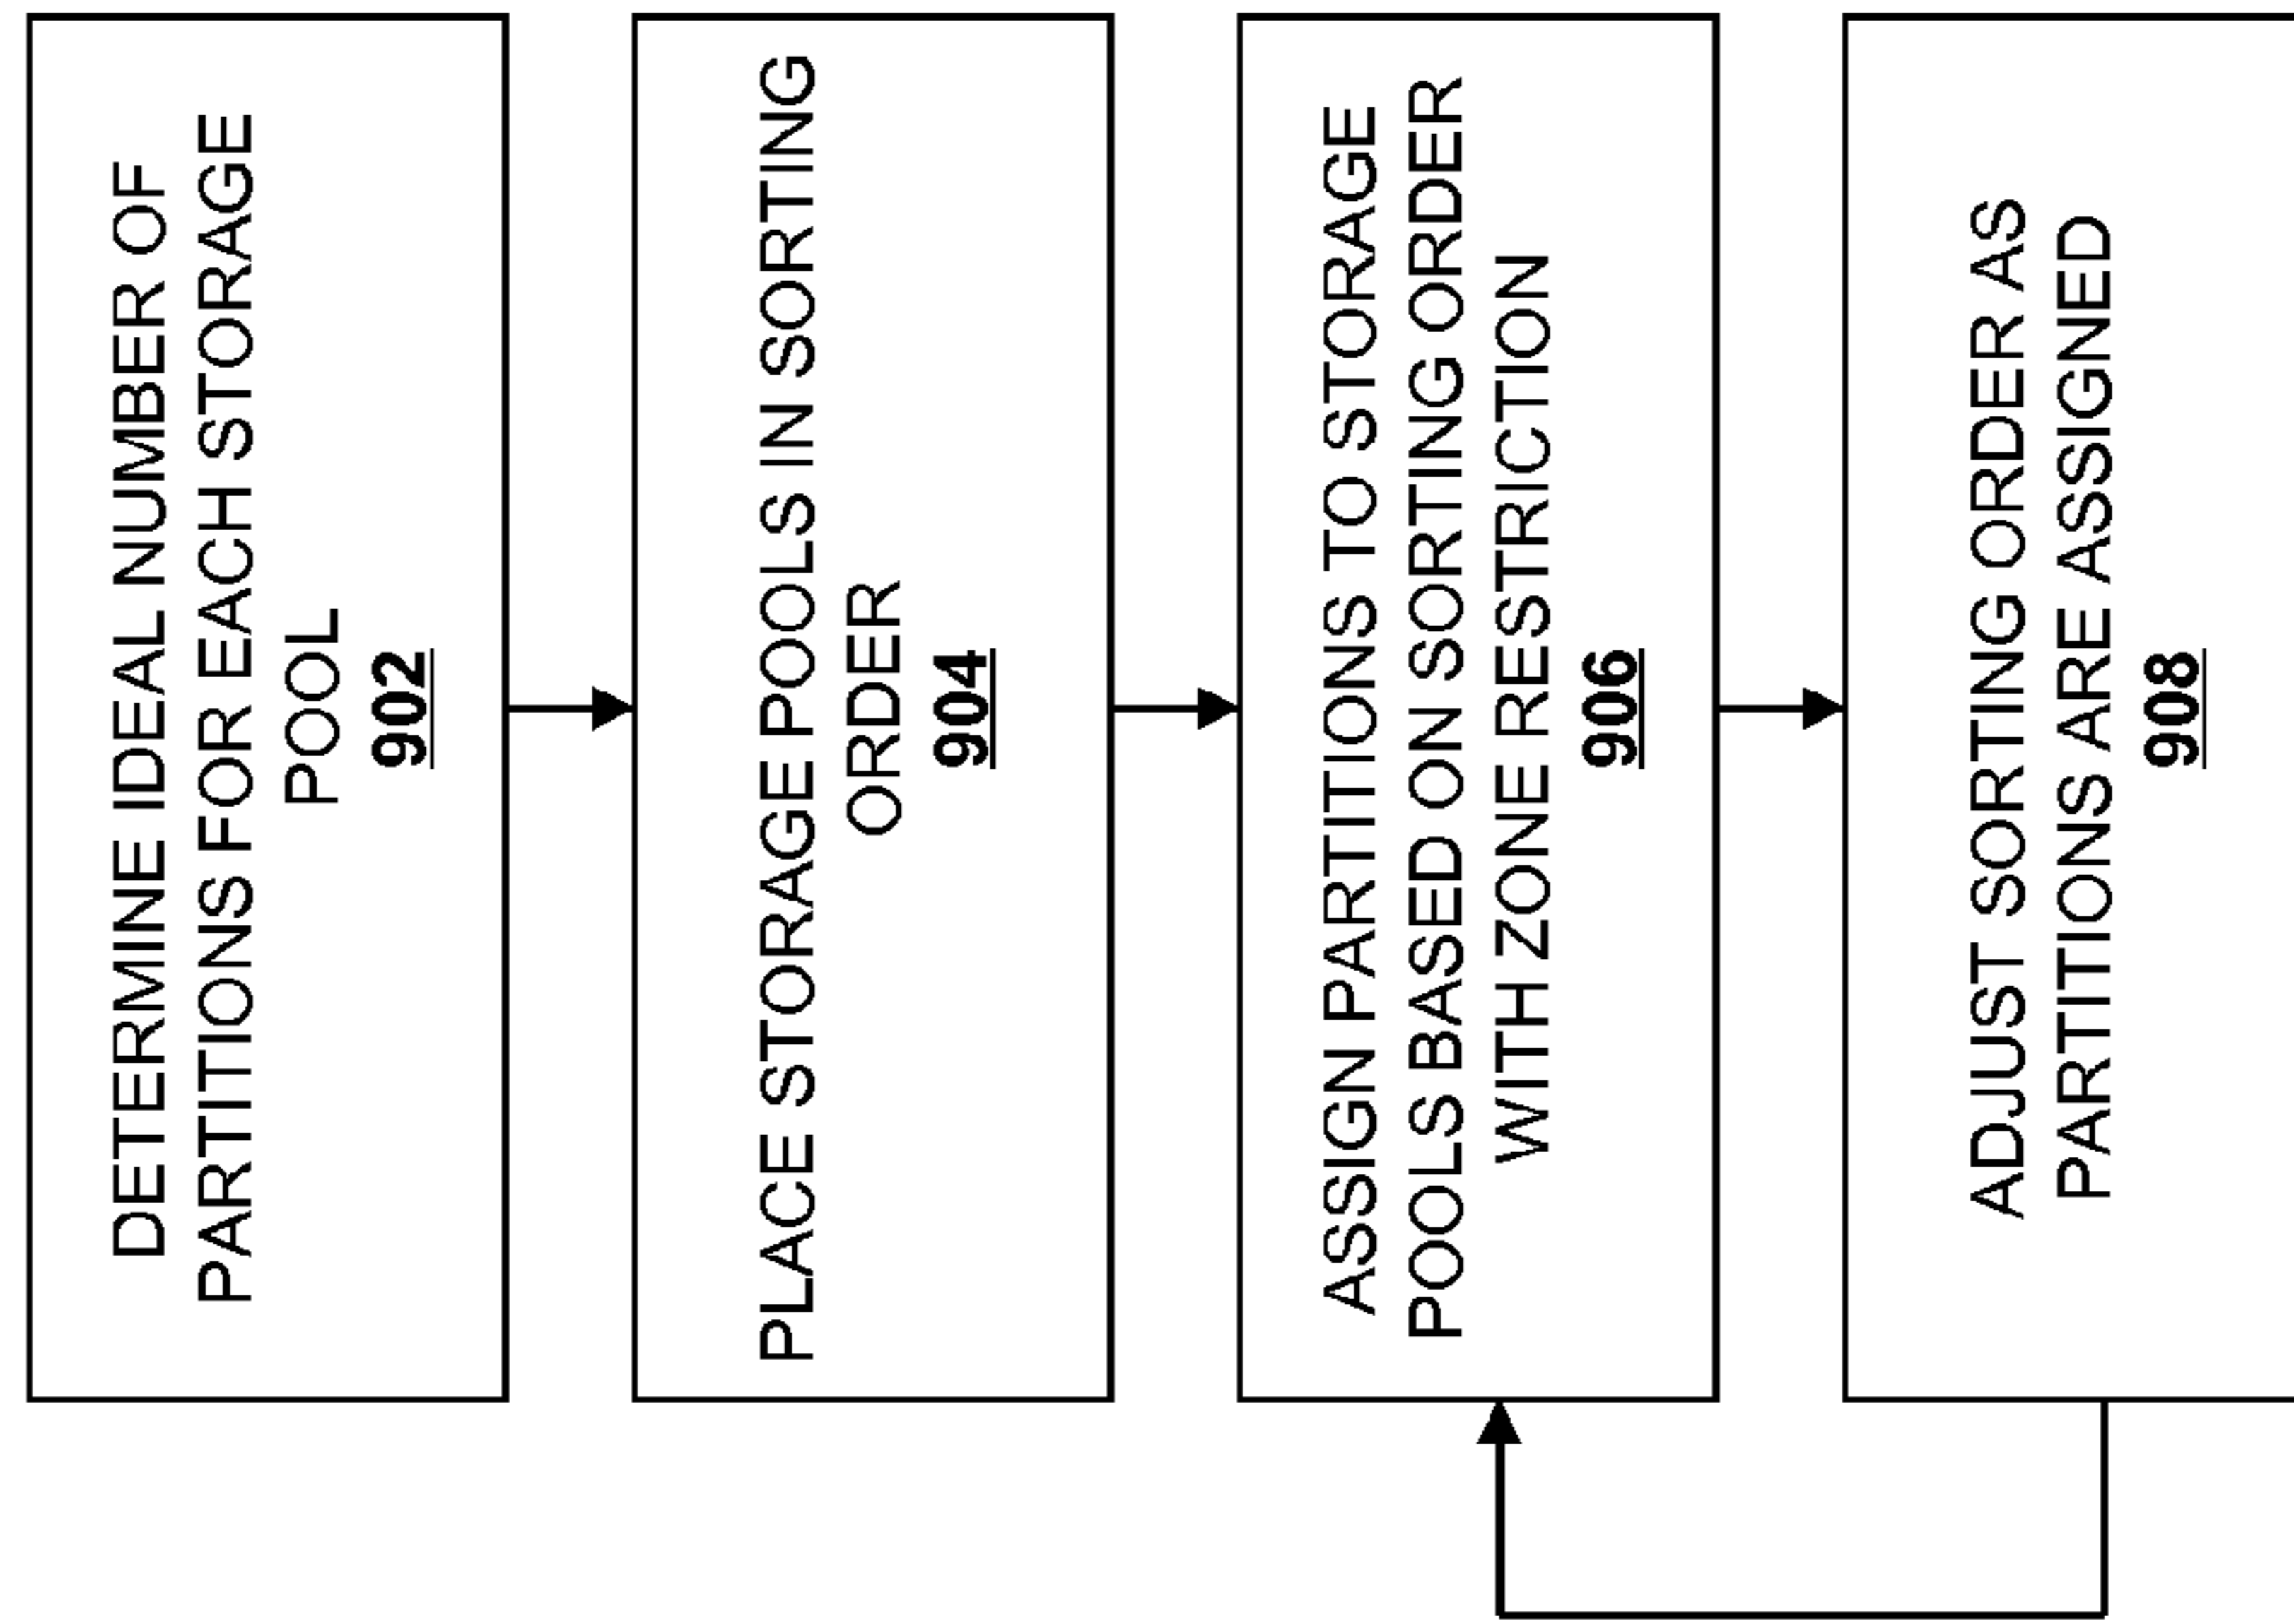 DETERMINE IDEAL NUMBER OF
PARTITIONS FOR EACH STORAGE
POOL
902
PLACE STORAGE POOLS IN SORTING
ORDER
904
ASSIGN PARTITIONS TO STORAGE
POOLS BASED ON SORTING ORDER
WITH ZONE RESTRICTION
906
ADJUST SORTING ORDER AS
PARTITIONS ARE ASSIGNED
908